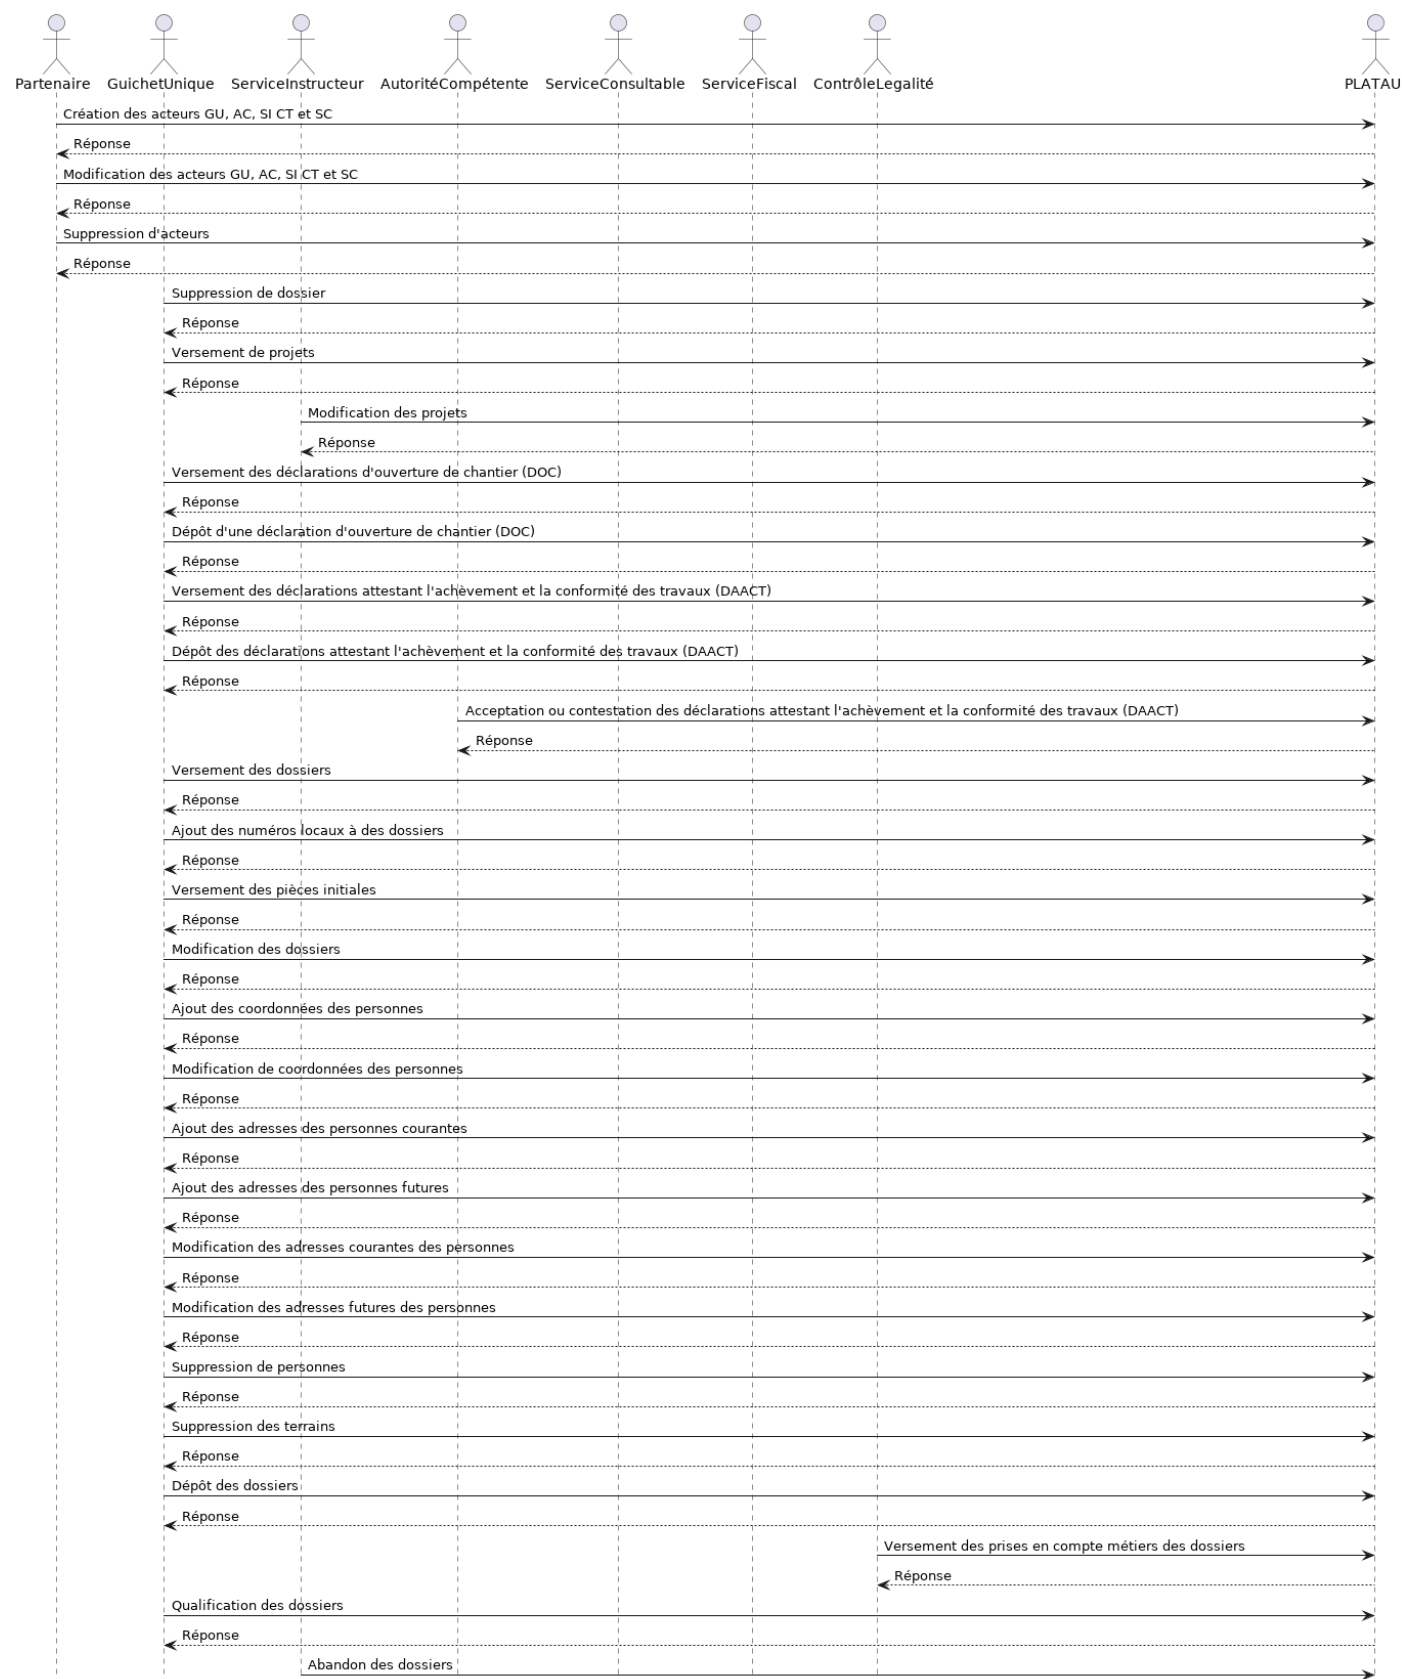 Partenaire
GuichetUnique
ServiceInstructeur
AutoritéCompétente
ServiceConsultable
ServiceFiscal
ContrôleLegalité
PLATAU
Création des acteurs GU, AC, SI CT et SC
Réponse
Modification des acteurs GU, AC, SI CT et SC
Réponse
Suppression d'acteurs
Réponse
Suppression de dossier
Réponse
Versement de projets
Réponse
Modification des projets
Réponse
Versement des déclarations d'ouverture de chantier (DOC)
Réponse
Dépôt d'une déclaration d'ouverture de chantier (DOC)
Réponse
Versement des déclarations attestant l'achèvement et la conformité des travaux (DAACT)
Réponse
Dépôt des déclarations attestant l'achèvement et la conformité des travaux (DAACT)
Réponse
Acceptation ou contestation des déclarations attestant l'achèvement et la conformité des travaux (DAACT)
Réponse
Versement des dossiers
Réponse
Ajout des numéros locaux à des dossiers
Réponse
Versement des pièces initiales
Réponse
Modification des dossiers
Réponse
Ajout des coordonnées des personnes
Réponse
Modification de coordonnées des personnes
Réponse
Ajout des adresses des personnes courantes
Réponse
Ajout des adresses des personnes futures
Réponse
Modification des adresses courantes des personnes
Réponse
Modification des adresses futures des personnes
Réponse
Suppression de personnes
Réponse
Suppression des terrains
Réponse
Dépôt des dossiers
Réponse
Versement des prises en compte métiers des dossiers
Réponse
Qualification des dossiers
Réponse
Abandon des dossiers